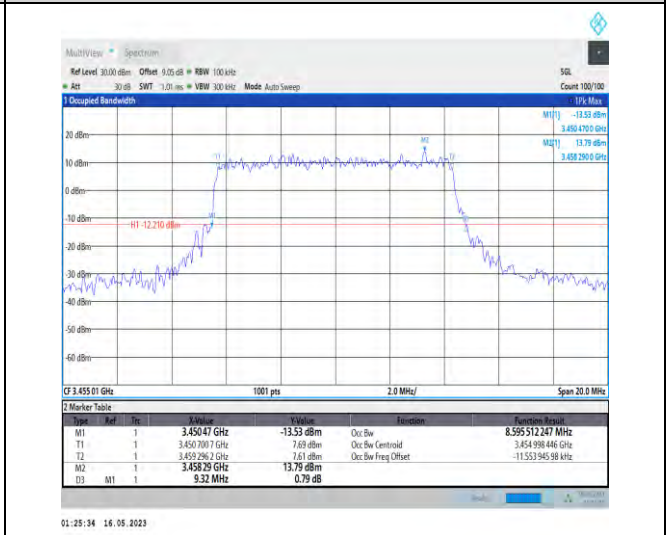 MultiView Spectrum
Ref Level 30.00 dBm Offset 9.05 dB RBW 100 kHz SGL
Att 30 dB SWT 1.01 ms VBW 300 kHz Mode Auto Sweep Count 100/100
1 Occupied Bandwidth 1Pk Max
M1[1] -13.53 dBm
3.450 4700 GHz
M2[1] 13.79 dBm
3.458 2900 GHz
20 dBm
M2
T1 T2
10 dBm
0 dBm
-10 dBm
M1
H1 -12.210 dBm
-20 dBm
-30 dBm
-40 dBm
-50 dBm
-60 dBm
CF 3.455 01 GHz 1001 pts 2.0 MHz/ Span 20.0 MHz
2 Marker Table
Type Ref Trc X-Value Y-Value Function Function Result
M1 1 3.450 47 GHz -13.53 dBm Occ Bw 8.595 512 247 MHz
T1 1 3.450 700 7 GHz 7.69 dBm Occ Bw Centroid 3.454 998 446 GHz
T2 1 3.459 296 2 GHz 7.61 dBm Occ Bw Freq Offset -11.553 945 98 kHz
M2 1 3.458 29 GHz 13.79 dBm
D3 M1 1 9.32 MHz 0.79 dB
01:25:34 16.05.2023